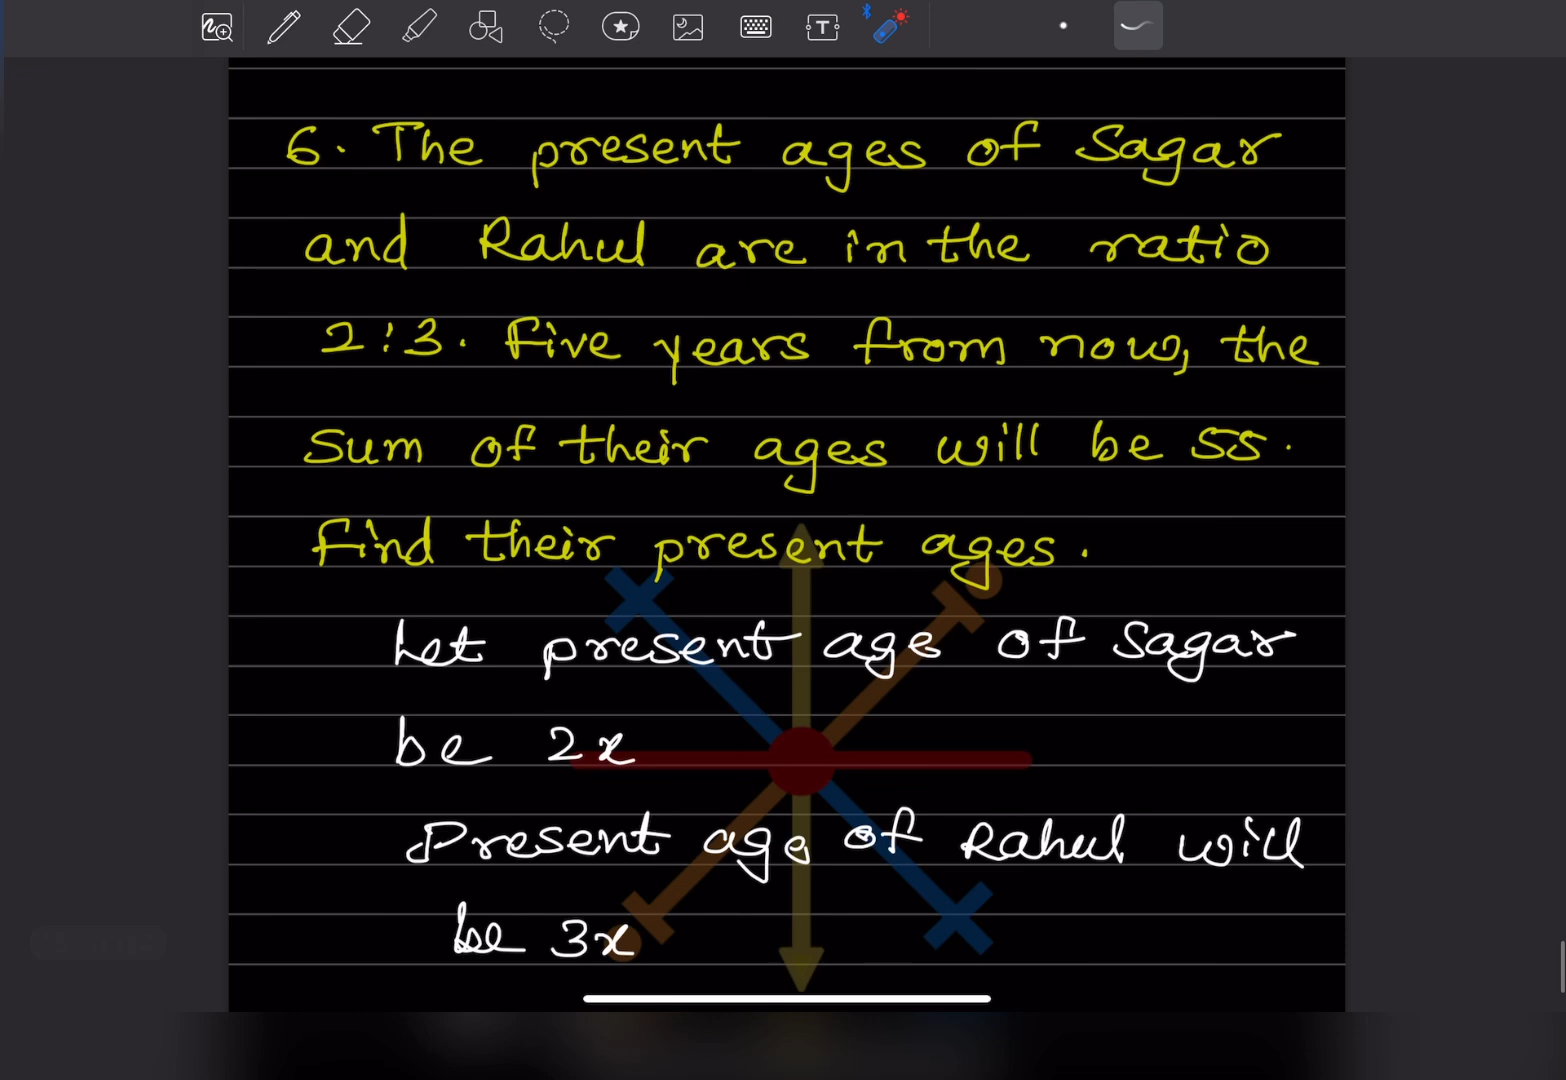 6. The present ages of Sagar
and Rahul are in the ratio
2:3. Five years from now, the
sum of their ages will be 55.
Find their present ages.
Let present age of Sagar
be 2x
Present age of Rahul will
be 3x